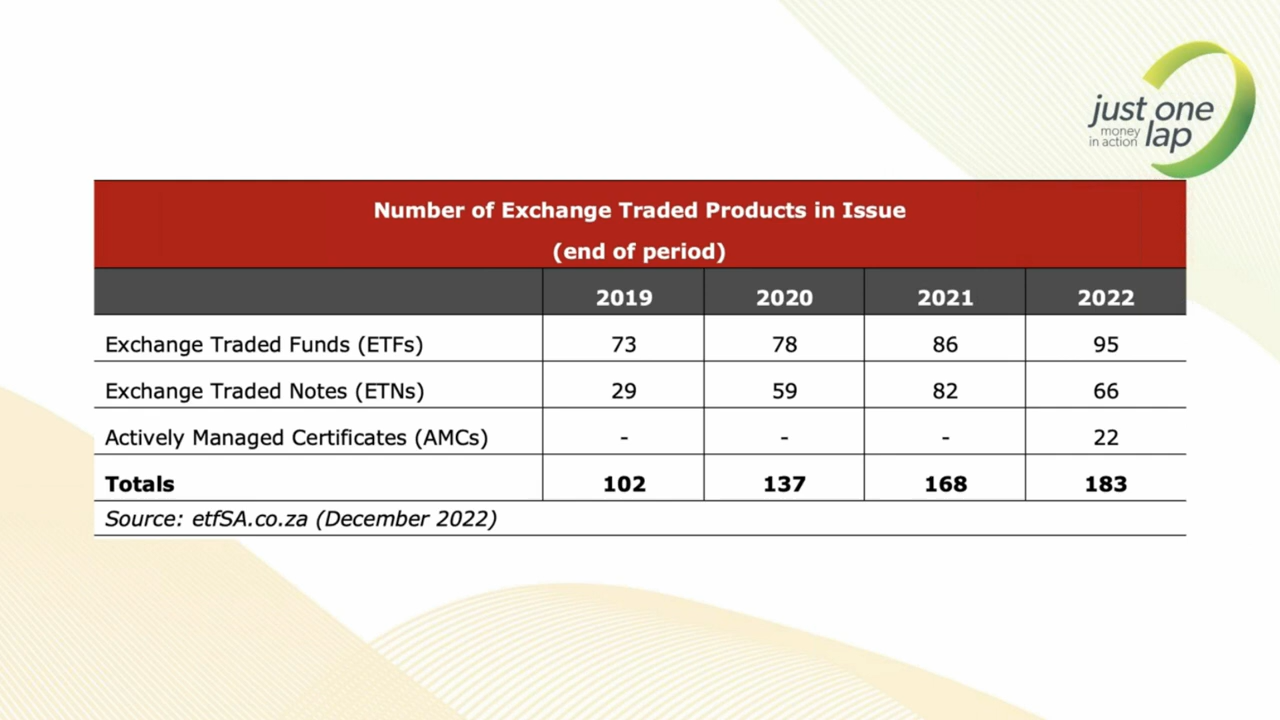 just one
money
in action lap
Number of Exchange Traded Products in Issue
(end of period)
2019 2020 2021 2022
Exchange Traded Funds (ETFs) 73 78 86 95
Exchange Traded Notes (ETNs) 29 59 82 66
Actively Managed Certificates (AMCs) - - - 22
Totals 102 137 168 183
Source: etfSA.co.za (December 2022)